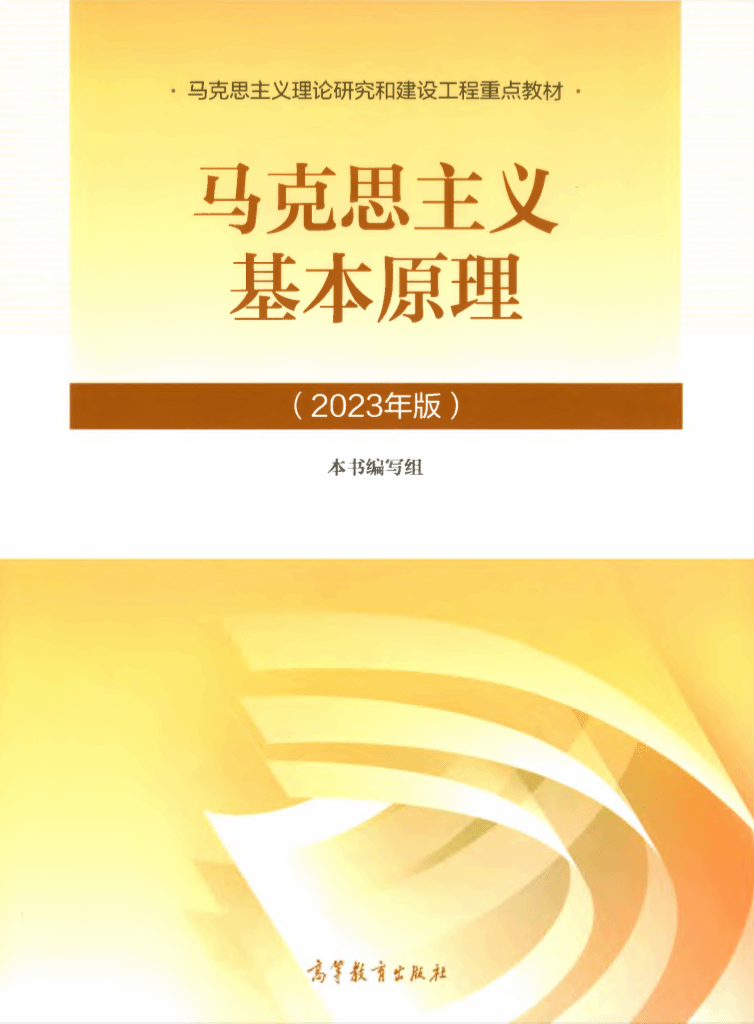 · 马克思主义理论研究和建设工程重点教材 ·
马克思主义
基本原理
（2023年版）
本书编写组
高等教育出版社